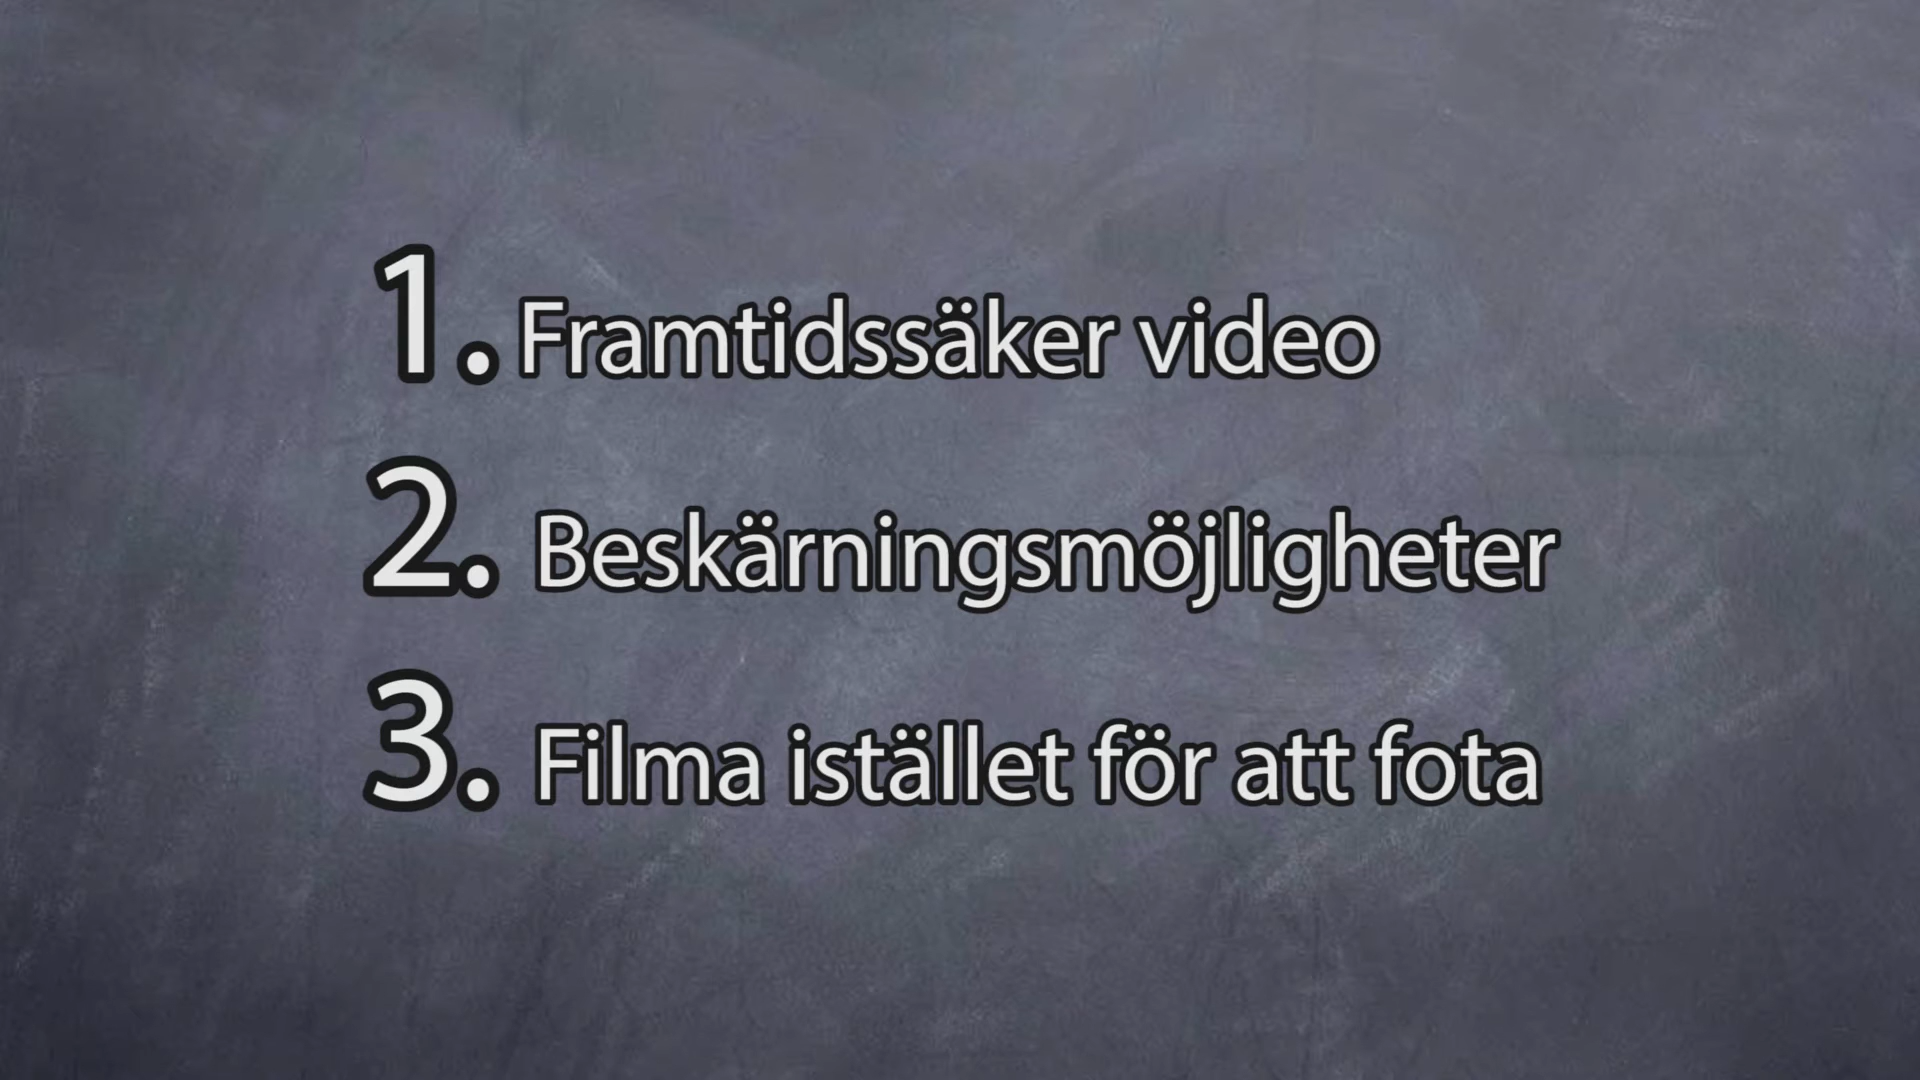 1. Framtidssäker video
2. Beskärningsmöjligheter
3. Filma istället för att fota